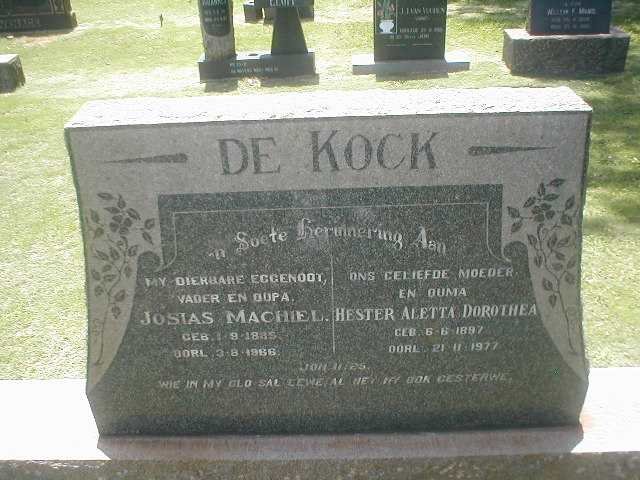 DE KOCK
'n Soete Herinnering Aan
MY DIERBARE EGGENOOT,
VADER EN OUPA.
JOSIAS MACHIEL.
GEB. 1-9-1885.
OORL. 3-8-1966.
ONS GELIEFDE MOEDER
EN OUMA
HESTER ALETTA DOROTHEA
GEB. 6-6-1897
OORL. 21-11-1977
JOH. 11:25.
WIE IN MY GLO SAL LEWE, AL HET HY OOK GESTERWE.